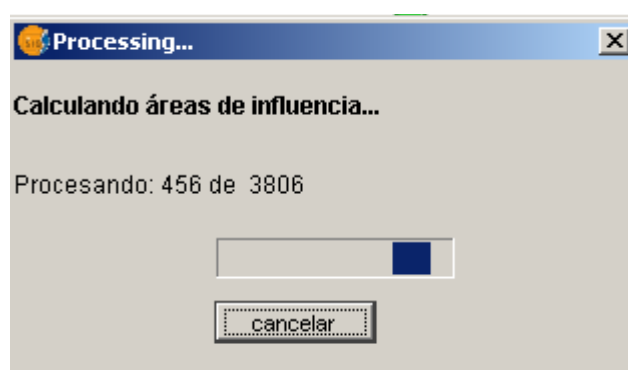 Processing...
Calculando áreas de influencia...
Procesando: 456 de 3806
cancelar